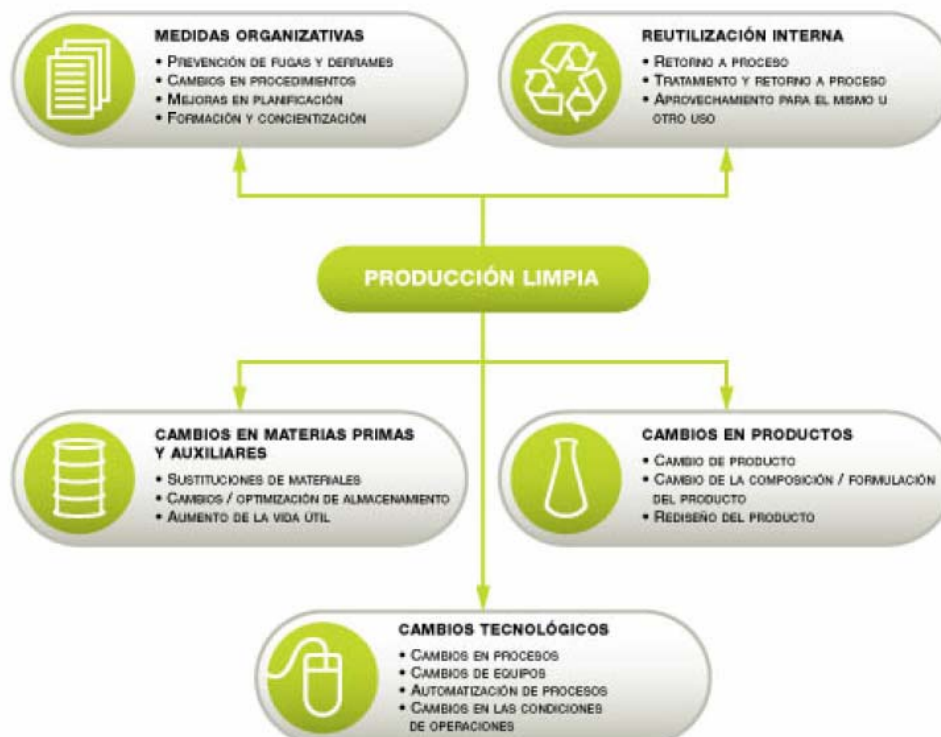 MEDIDAS ORGANIZATIVAS
• PREVENCIÓN DE FUGAS Y DERRAMES
• CAMBIOS EN PROCEDIMIENTOS
• MEJORAS EN PLANIFICACIÓN
• FORMACIÓN Y CONCIENTIZACIÓN
REUTILIZACIÓN INTERNA
• RETORNO A PROCESO
• TRATAMIENTO Y RETORNO A PROCESO
• APROVECHAMIENTO PARA EL MISMO U
OTRO USO
PRODUCCIÓN LIMPIA
CAMBIOS EN MATERIAS PRIMAS
Y AUXILIARES
• SUSTITUCIONES DE MATERIALES
• CAMBIOS / OPTIMIZACIÓN DE ALMACENAMIENTO
• AUMENTO DE LA VIDA ÚTIL
CAMBIOS EN PRODUCTOS
• CAMBIO DE PRODUCTO
• CAMBIO DE LA COMPOSICIÓN / FORMULACIÓN
DEL PRODUCTO
• REDISEÑO DEL PRODUCTO
CAMBIOS TECNOLÓGICOS
• CAMBIOS EN PROCESOS
• CAMBIOS DE EQUIPOS
• AUTOMATIZACIÓN DE PROCESOS
• CAMBIOS EN LAS CONDICIONES
DE OPERACIONES